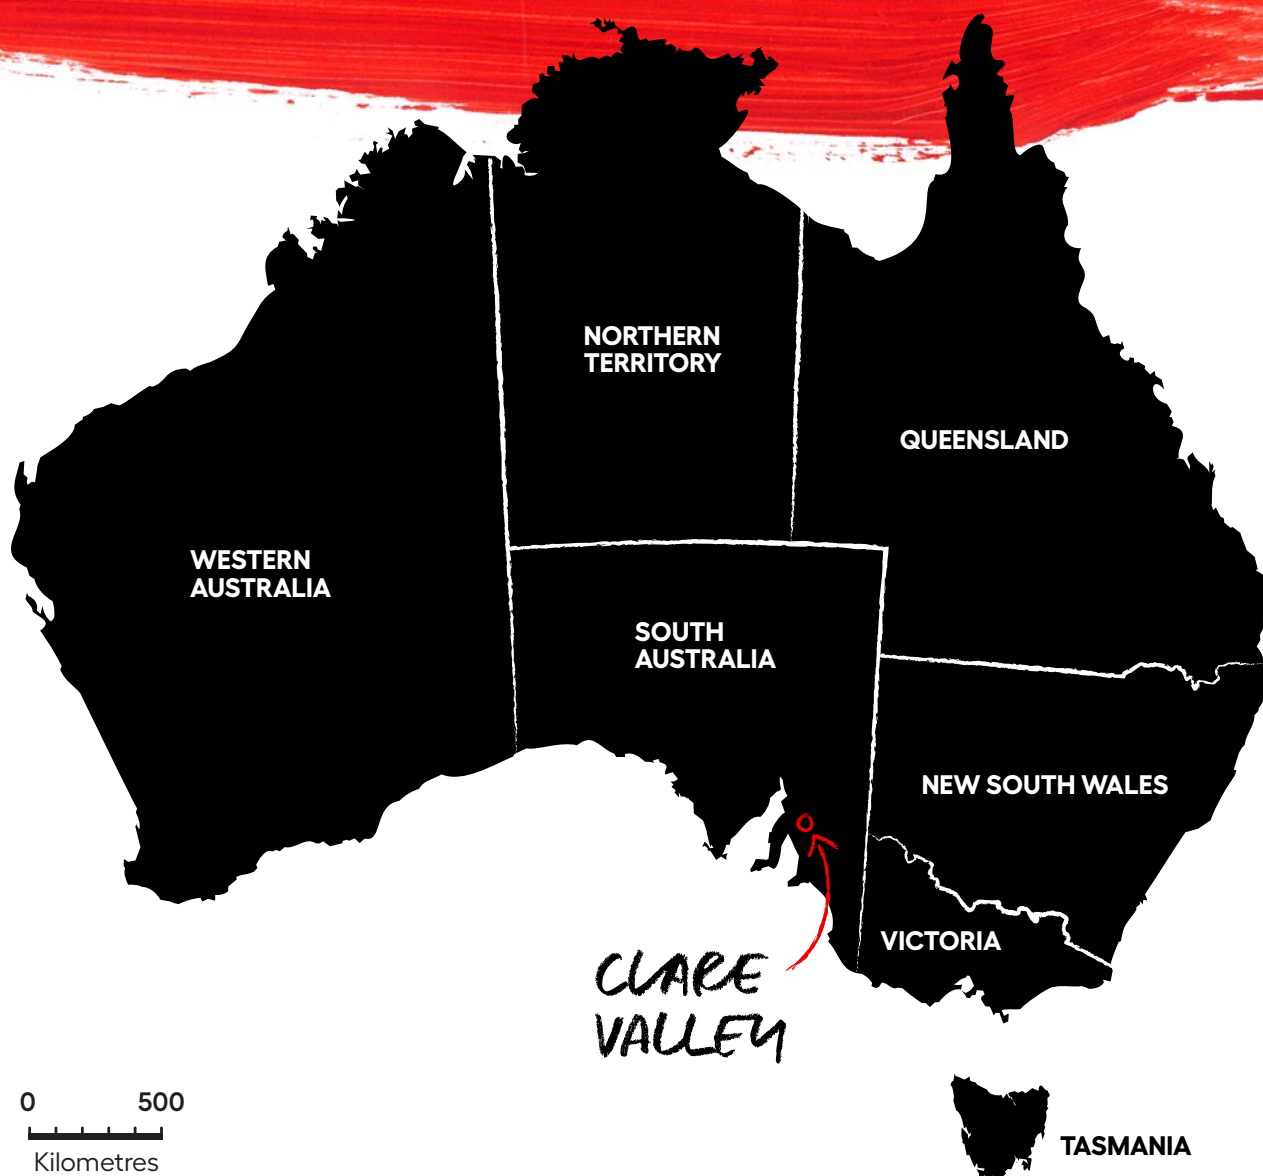 NORTHERN
TERRITORY
QUEENSLAND
WESTERN
AUSTRALIA
SOUTH
AUSTRALIA
NEW SOUTH WALES
VICTORIA
CLARE
VALLEY
0 500
Kilometres
TASMANIA